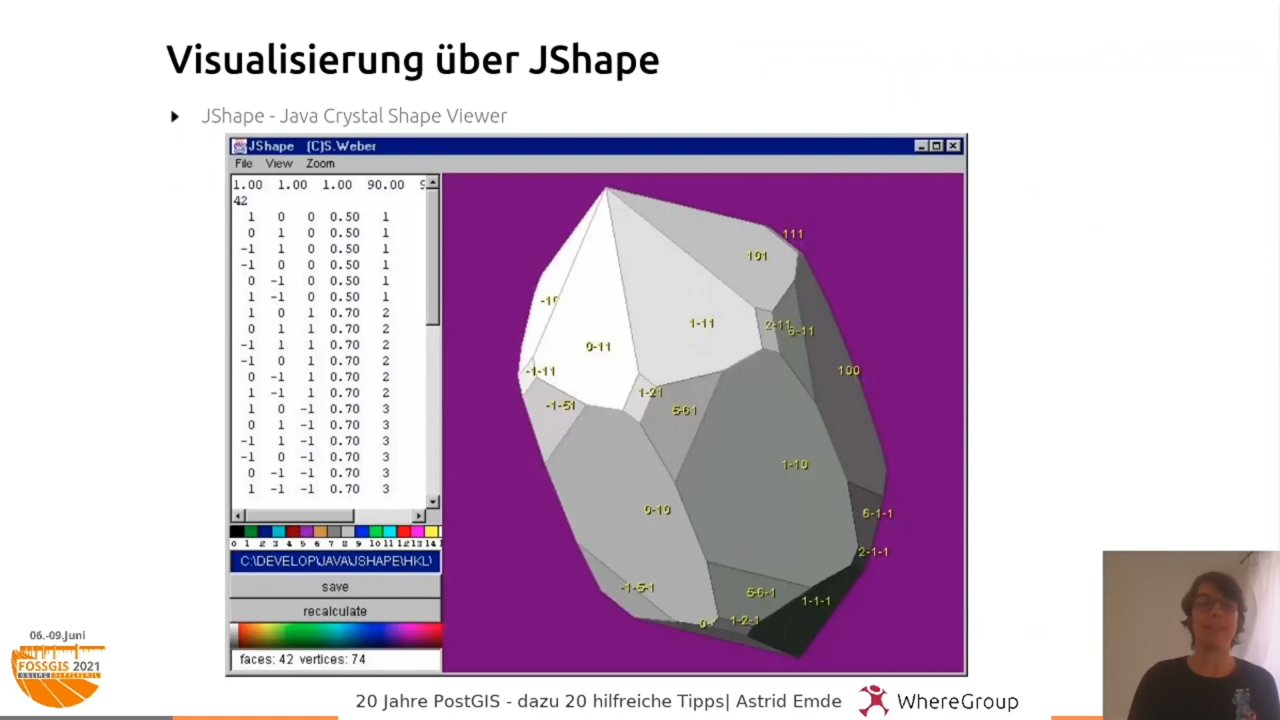 Visualisierung über JShape
JShape - Java Crystal Shape Viewer
JShape (C)S.Weber
File View Zoom
1.00 1.00 1.00 90.00
42
1 0 0 0.50 1
0 1 0 0.50 1
-1 1 0 0.50 1
-1 0 0 0.50 1
0 -1 0 0.50 1
1 -1 0 0.50 1
1 0 1 0.70 2
0 1 1 0.70 2
-1 1 1 0.70 2
-1 0 1 0.70 2
0 -1 1 0.70 2
1 -1 1 0.70 2
1 0 -1 0.70 3
0 1 -1 0.70 3
-1 1 -1 0.70 3
-1 0 -1 0.70 3
0 -1 -1 0.70 3
1 -1 -1 0.70 3
0 1 2 3 4 5 6 7 8 9 10 11 12 13 14
C:\DEVELOP\JAVA\JSHAPE\HKL\
save
recalculate
faces: 42 vertices: 74
111
101
1-11
2-11
6-11
0-11
-1-11
100
1-21
-1-51
5-61
1-10
0-10
6-1-1
2-1-1
-1-5-1
5-6-1
1-1-1
1-2-1
06.-09.Juni
FOSSGIS 2021
20 Jahre PostGIS - dazu 20 hilfreiche Tipps| Astrid Emde
WhereGroup